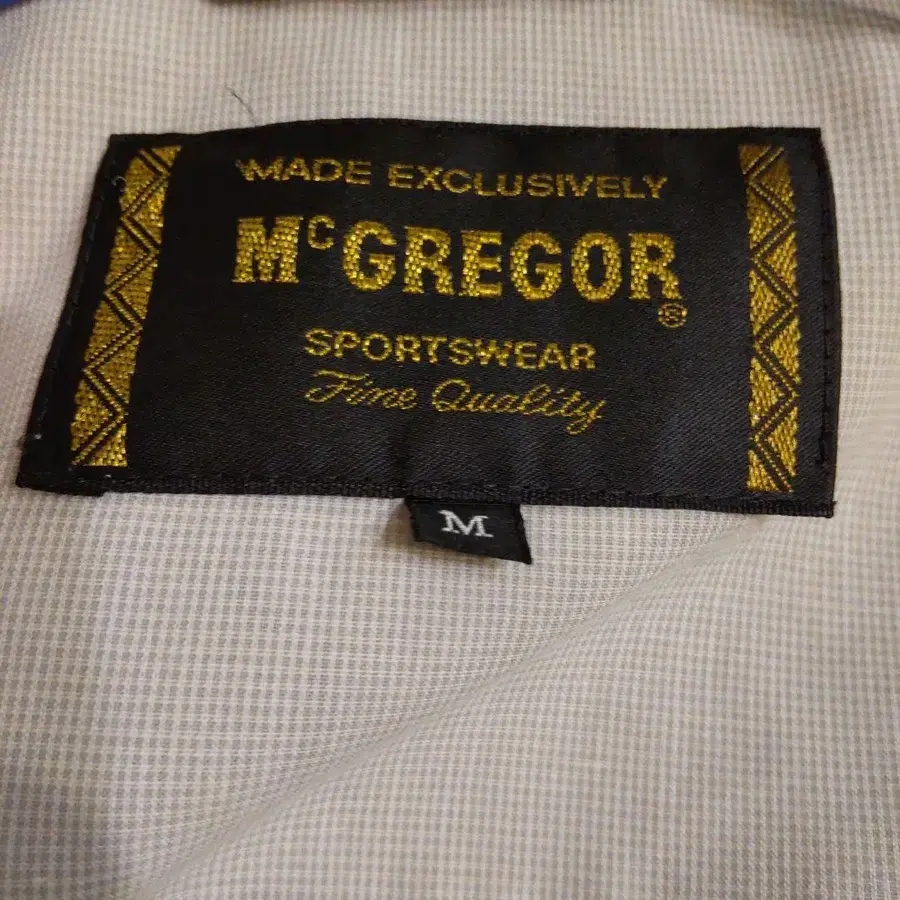 MADE EXCLUSIVELY
McGREGOR®
SPORTSWEAR
Fine Quality
M